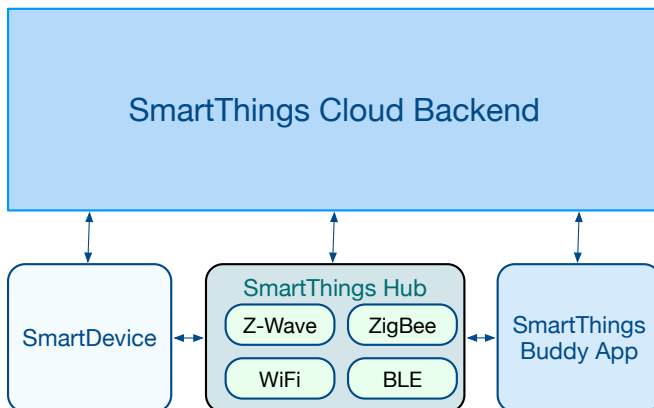 SmartThings Cloud Backend
SmartDevice
SmartThings Hub
Z-Wave
ZigBee
WiFi
BLE
SmartThings
Buddy App